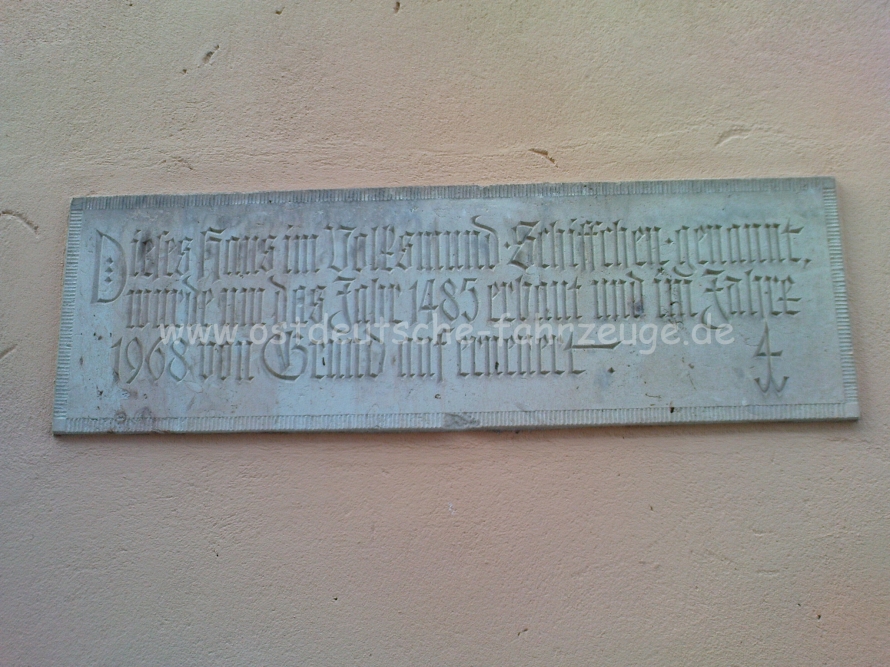 Dieses Haus im Volksmund · Schiffchen · genannt,
wurde um das Jahr 1485 erbaut und im Jahre
1968 von Grund auf erneuert.
www.ostdeutsche-fahrzeuge.de